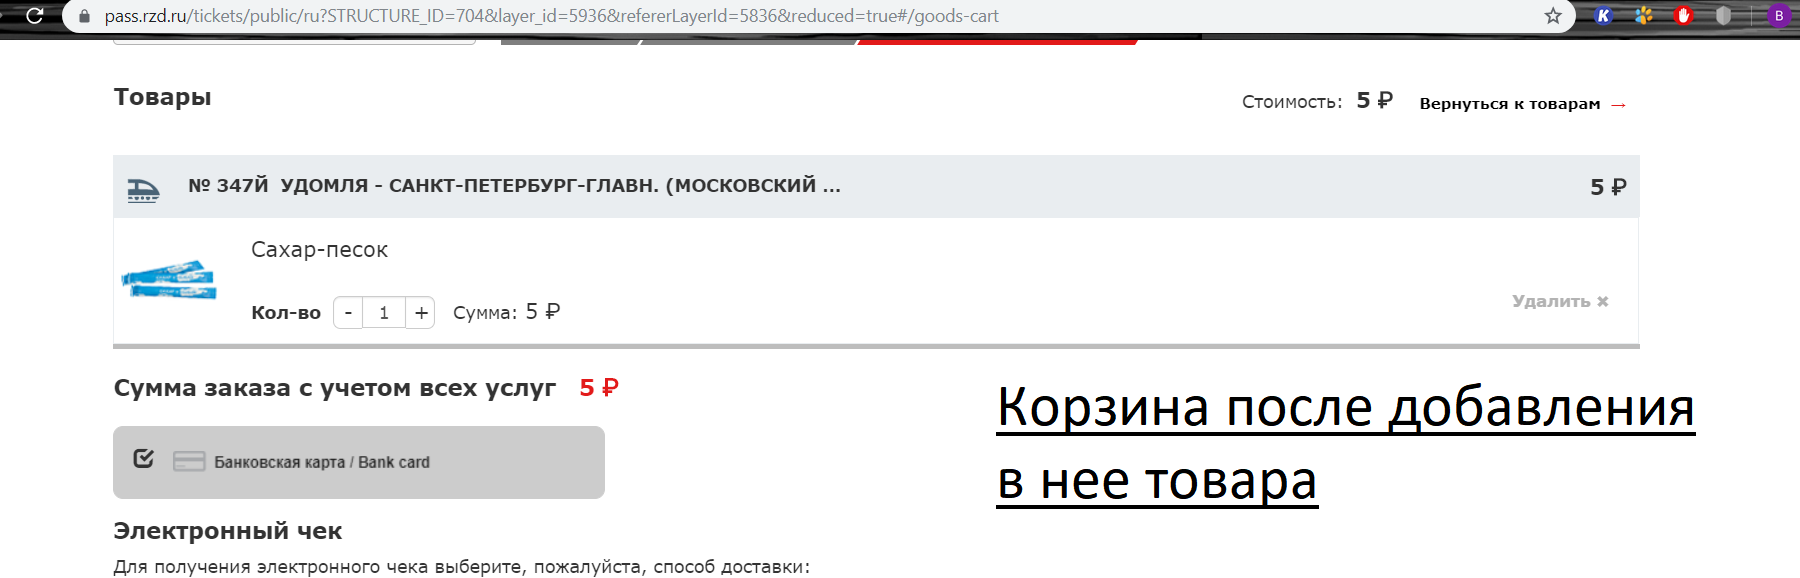 pass.rzd.ru/tickets/public/ru?STRUCTURE_ID=704&layer_id=5936&refererLayerId=5836&reduced=true#/goods-cart
K
B
Товары
Стоимость: 5 ₽ Вернуться к товарам →
№ 347Й УДОМЛЯ - САНКТ-ПЕТЕРБУРГ-ГЛАВН. (МОСКОВСКИЙ ...
5 ₽
Сахар-песок
Кол-во - 1 + Сумма: 5 ₽
Удалить ✖
Сумма заказа с учетом всех услуг 5 ₽
Банковская карта / Bank card
Корзина после добавления
в нее товара
Электронный чек
Для получения электронного чека выберите, пожалуйста, способ доставки: